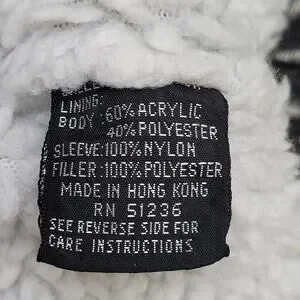 LINING:
BODY : 60% ACRYLIC
40% POLYESTER
SLEEVE:100% NYLON
FILLER :100% POLYESTER
MADE IN HONG KONG
RN 51236
SEE REVERSE SIDE FOR
CARE INSTRUCTIONS